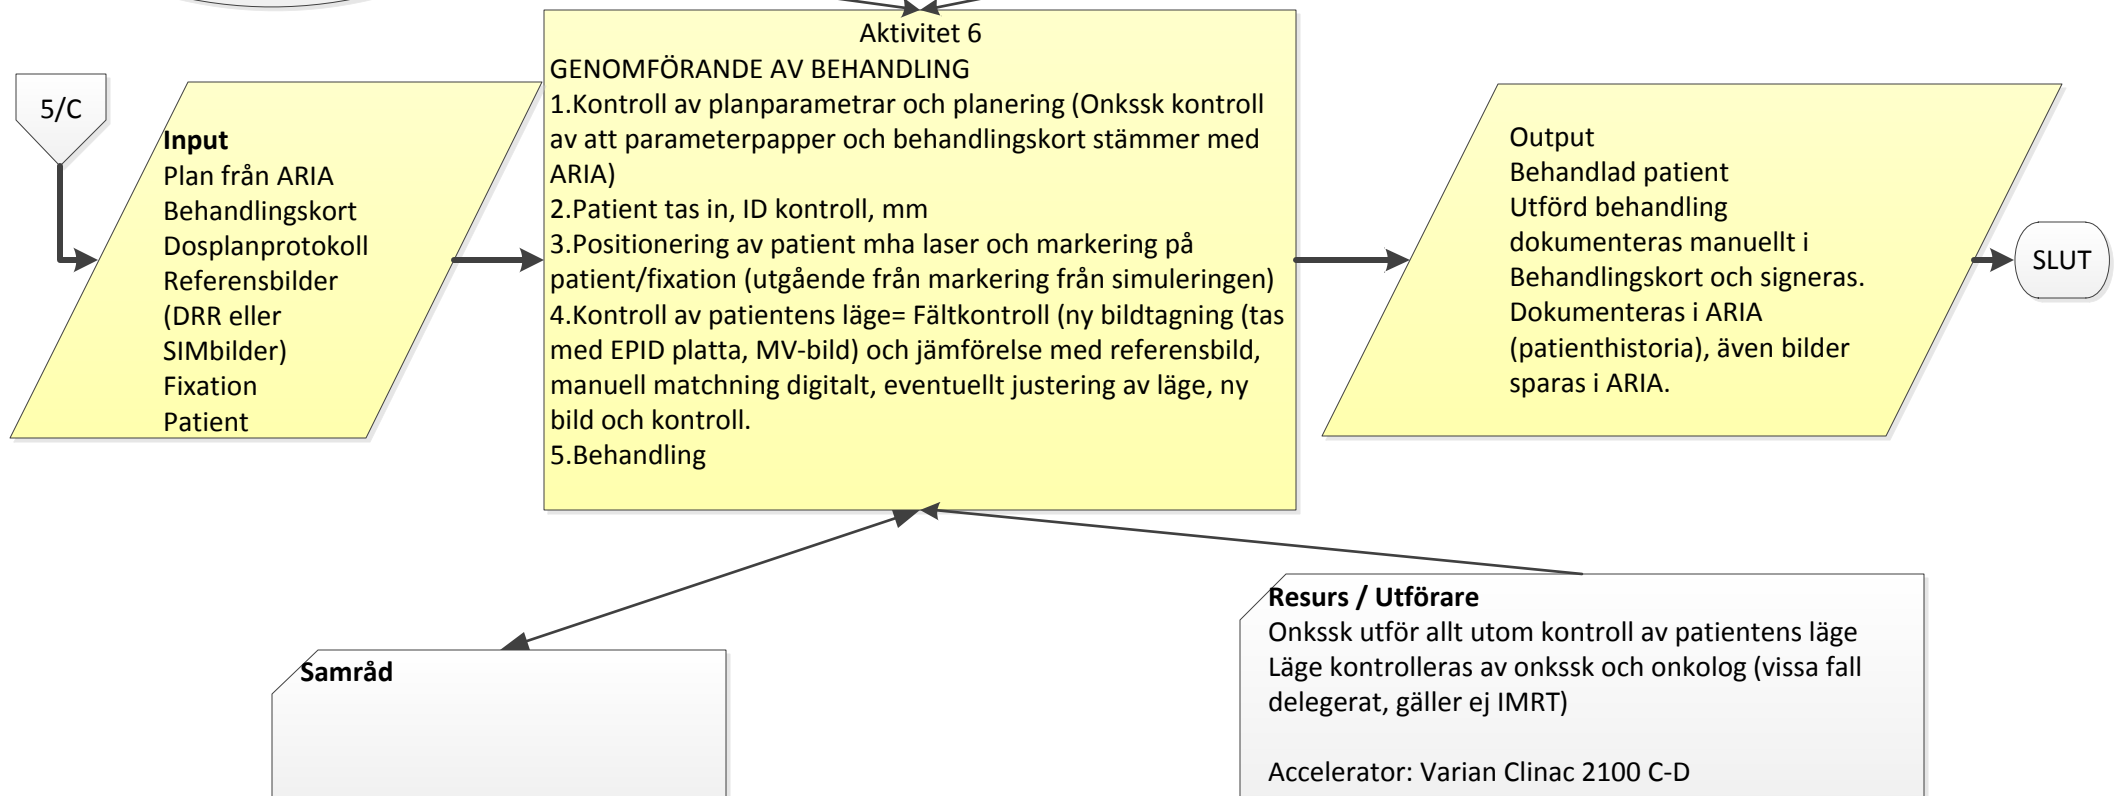 5/C
Input
Plan från ARIA
Behandlingskort
Dosplanprotokoll
Referensbilder
(DRR eller
SIMbilder)
Fixation
Patient
Aktivitet 6
GENOMFÖRANDE AV BEHANDLING
1.Kontroll av planparametrar och planering (Onkssk kontroll
av att parameterpapper och behandlingskort stämmer med
ARIA)
2.Patient tas in, ID kontroll, mm
3.Positionering av patient mha laser och markering på
patient/fixation (utgående från markering från simuleringen)
4.Kontroll av patientens läge= Fältkontroll (ny bildtagning (tas
med EPID platta, MV-bild) och jämförelse med referensbild,
manuell matchning digitalt, eventuellt justering av läge, ny
bild och kontroll.
5.Behandling
Output
Behandlad patient
Utförd behandling
dokumenteras manuellt i
Behandlingskort och signeras.
Dokumenteras i ARIA
(patienthistoria), även bilder
sparas i ARIA.
SLUT
Samråd
Resurs / Utförare
Onkssk utför allt utom kontroll av patientens läge
Läge kontrolleras av onkssk och onkolog (vissa fall
delegerat, gäller ej IMRT)
Accelerator: Varian Clinac 2100 C-D